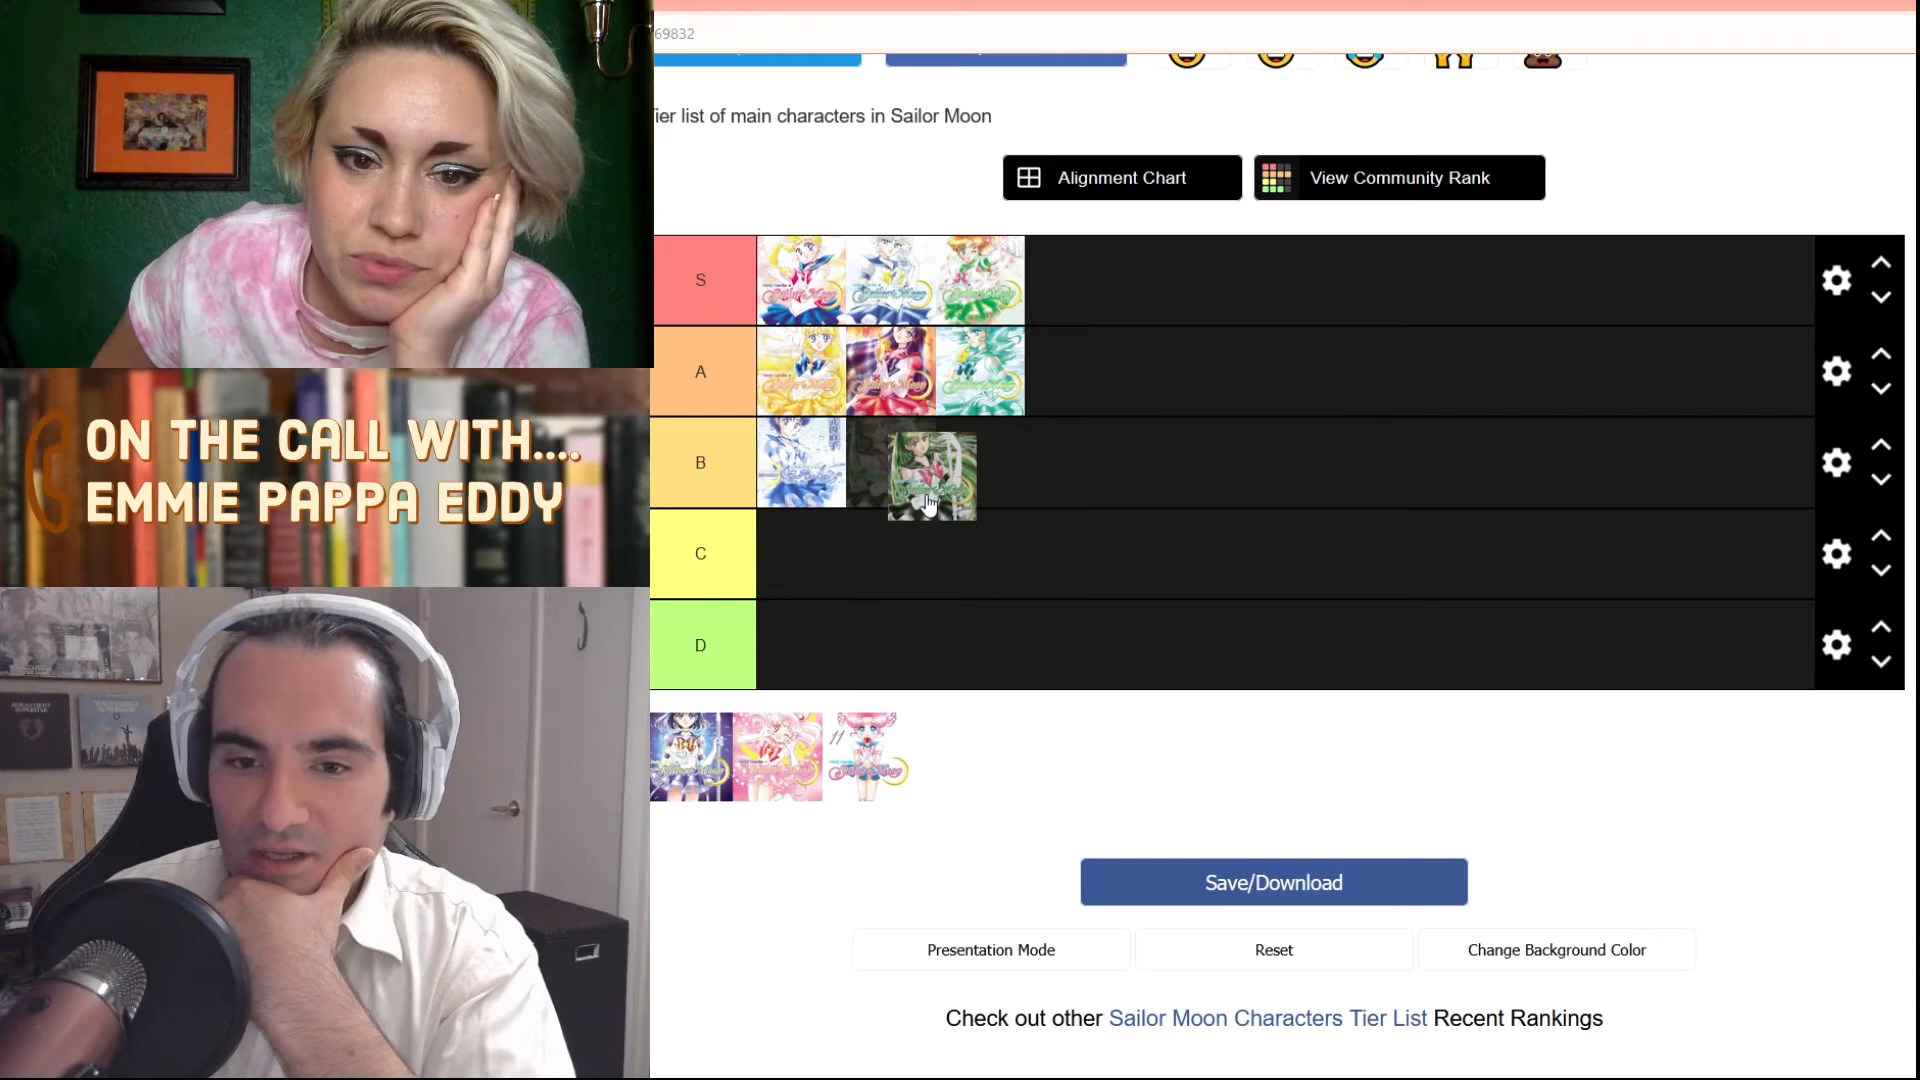 69832
Tier list of main characters in Sailor Moon
Alignment Chart
View Community Rank
S
A
B
C
D
ON THE CALL WITH....
EMMIE PAPPA EDDY
11
Save/Download
Presentation Mode
Reset
Change Background Color
Check out other Sailor Moon Characters Tier List Recent Rankings